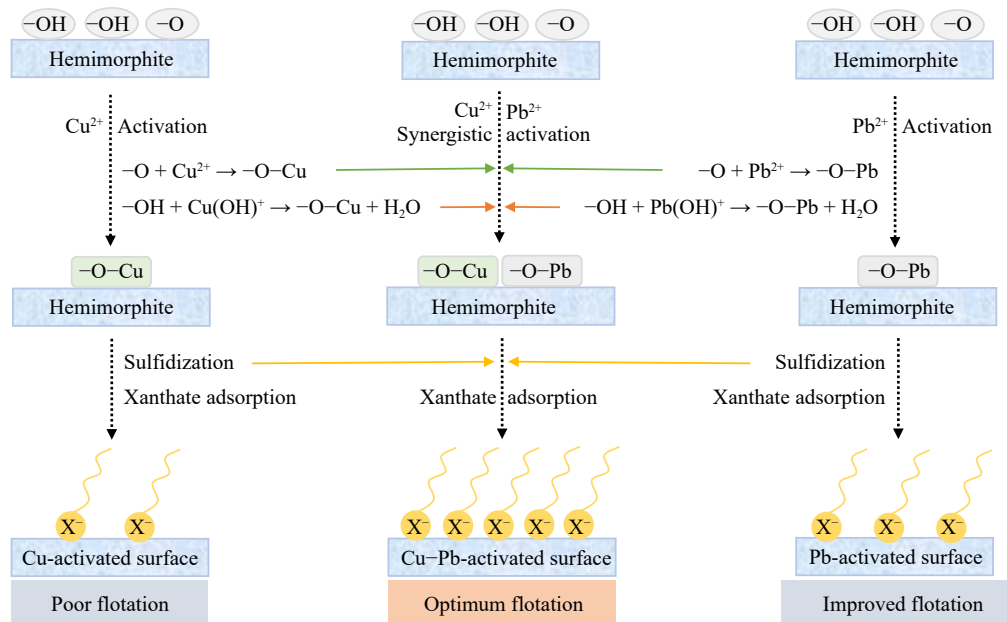 −OH −OH −O
Hemimorphite
−OH −OH −O
Hemimorphite
−OH −OH −O
Hemimorphite
Cu²⁺ Activation
Cu²⁺ Pb²⁺
Synergistic activation
Pb²⁺ Activation
−O + Cu²⁺ → −O−Cu
−O + Pb²⁺ → −O−Pb
−OH + Cu(OH)⁺ → −O−Cu + H₂O
−OH + Pb(OH)⁺ → −O−Pb + H₂O
−O−Cu
Hemimorphite
−O−Cu −O−Pb
Hemimorphite
−O−Pb
Hemimorphite
Sulfidization
Sulfidization
Xanthate adsorption
Xanthate adsorption
Xanthate adsorption
X⁻ X⁻
X⁻ X⁻ X⁻ X⁻ X⁻
X⁻ X⁻ X⁻
Cu-activated surface
Cu−Pb-activated surface
Pb-activated surface
Poor flotation
Optimum flotation
Improved flotation